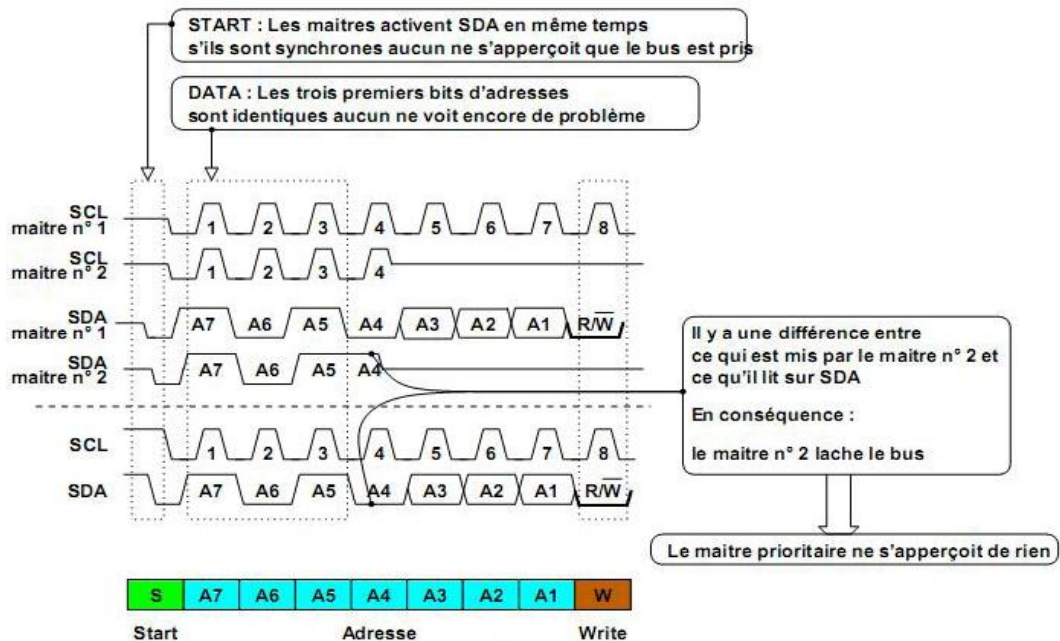 START : Les maitres activent SDA en même temps
s'ils sont synchrones aucun ne s'apperçoit que le bus est pris
DATA : Les trois premiers bits d'adresses
sont identiques aucun ne voit encore de problème
SCL
maitre n° 1
1 2 3 4 5 6 7 8
SCL
maitre n° 2
1 2 3 4
SDA
maitre n° 1
A7 A6 A5 A4 A3 A2 A1 R/W̅
SDA
maitre n° 2
A7 A6 A5 A4
Il y a une différence entre
ce qui est mis par le maitre n° 2 et
ce qu'il lit sur SDA
En conséquence :
le maitre n° 2 lache le bus
SCL
1 2 3 4 5 6 7 8
SDA
A7 A6 A5 A4 A3 A2 A1 R/W̅
Le maitre prioritaire ne s'apperçoit de rien
S A7 A6 A5 A4 A3 A2 A1 W
Start Adresse Write